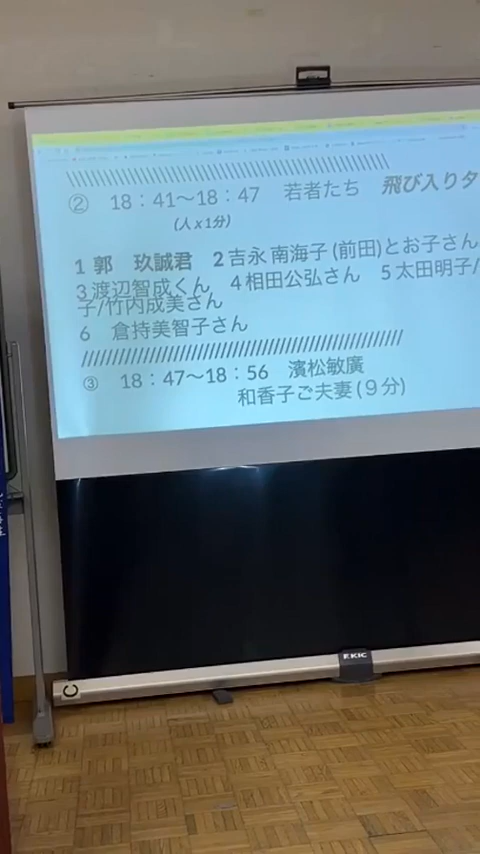 \\\\\\\\\\\\\\\\\\\\\\\\\\\\\\\\\\\\\\\\\\\\
② 18：41～18：47 若者たち 飛び入りタ
(人 x 1分)
1 郭 玖誠君 2 吉永 南海子 (前田)とお子さん
3 渡辺智成くん 4 相田公弘さん 5 太田明子/
子/竹内成美さん
6 倉持美智子さん
////////////////////////////////////////////
③ 18：47～18：56 濱松敏廣
和香子ご夫妻 (９分)
KIC